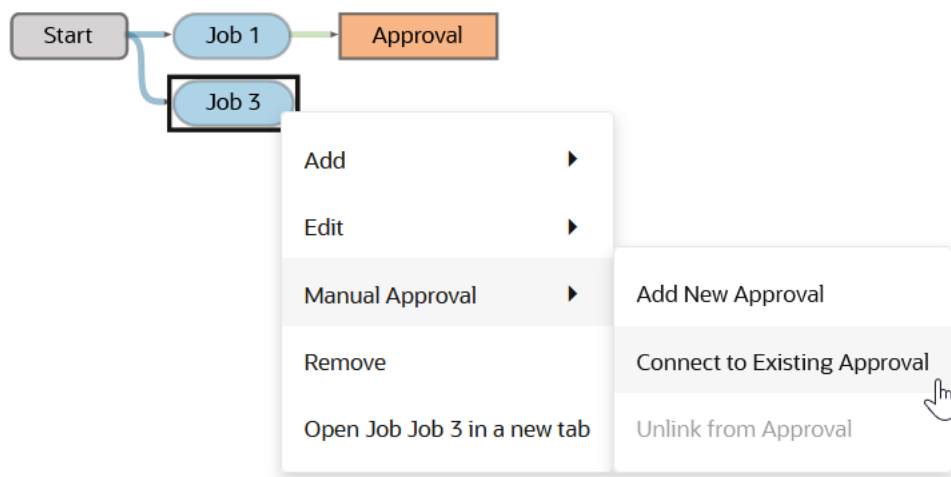 Start
Job 1
Approval
Job 3
Add
Edit
Manual Approval
Add New Approval
Remove
Connect to Existing Approval
Open Job Job 3 in a new tab
Unlink from Approval